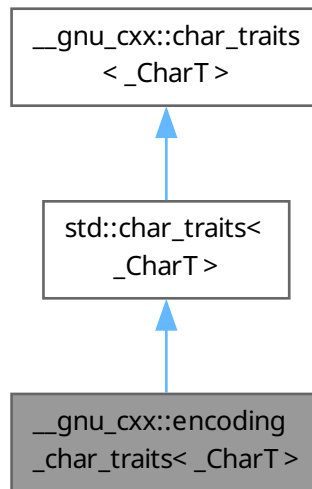 __gnu_cxx::char_traits
< _CharT >
std::char_traits<
_CharT >
__gnu_cxx::encoding
_char_traits< _CharT >